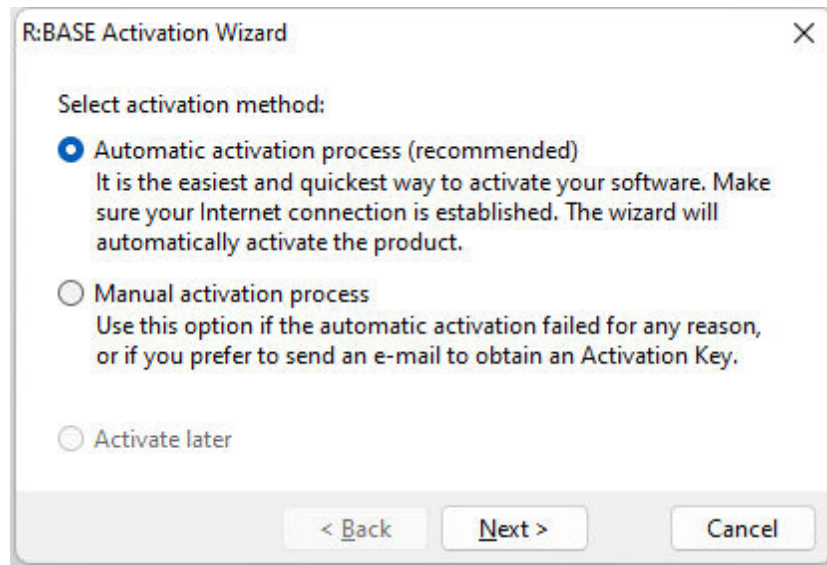 R:BASE Activation Wizard
Select activation method:
Automatic activation process (recommended)
It is the easiest and quickest way to activate your software. Make
sure your Internet connection is established. The wizard will
automatically activate the product.
Manual activation process
Use this option if the automatic activation failed for any reason,
or if you prefer to send an e-mail to obtain an Activation Key.
Activate later
< Back Next > Cancel